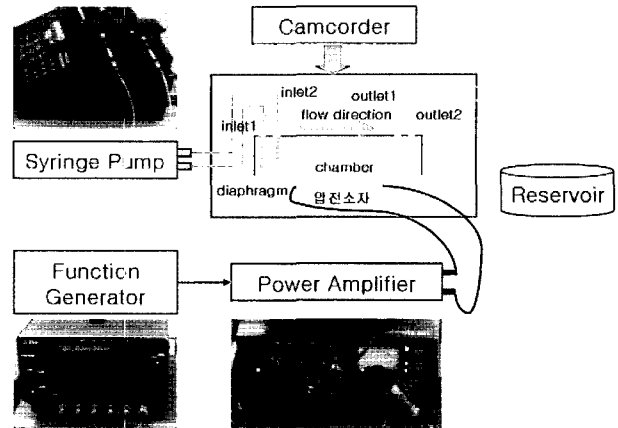 Camcorder
inlet2
outlet1
flow direction
outlet2
inlet1
chamber
Syringe Pump
diaphragm
압전소자
Reservoir
Function
Generator
Power Amplifier